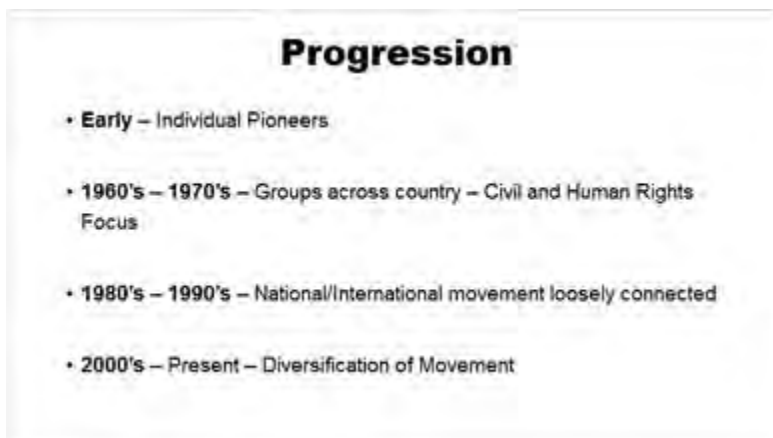 Progression
• Early – Individual Pioneers
• 1960's – 1970's – Groups across country – Civil and Human Rights
Focus
• 1980's – 1990's – National/International movement loosely connected
• 2000's – Present – Diversification of Movement